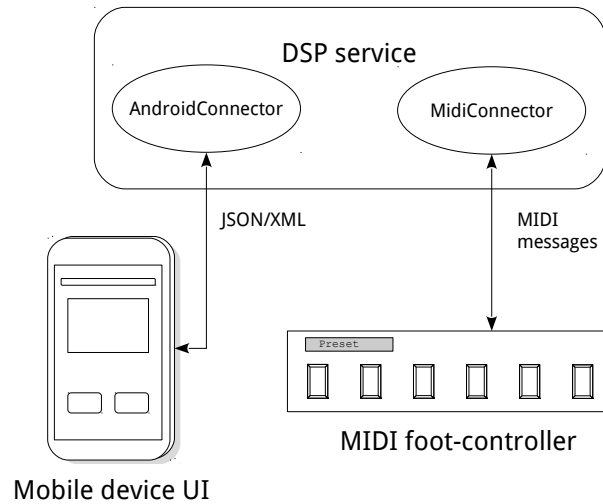 DSP service
AndroidConnector
MidiConnector
JSON/XML
MIDI
messages
Preset
MIDI foot-controller
Mobile device UI